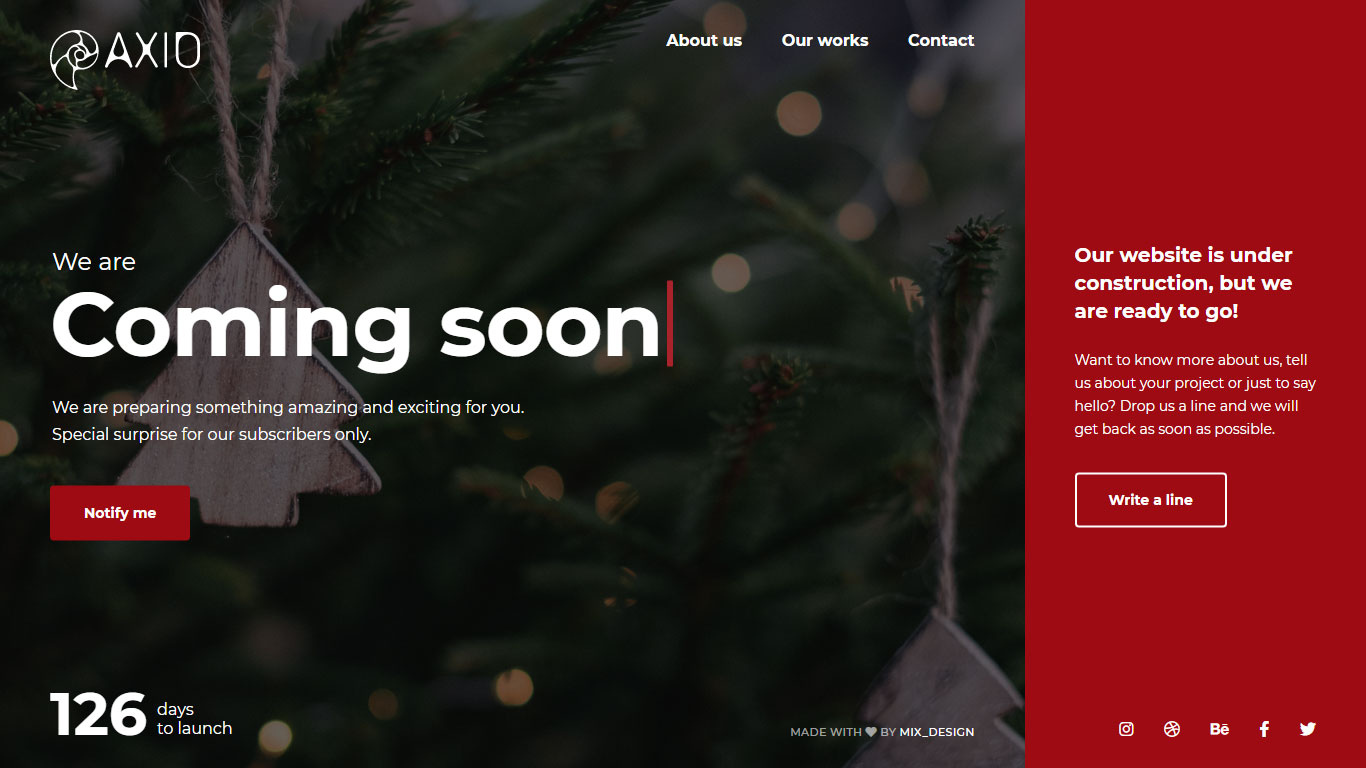 AXIO
About us Our works Contact
We are
Coming soon
We are preparing something amazing and exciting for you.
Special surprise for our subscribers only.
Notify me
126 days
to launch
MADE WITH BY MIX_DESIGN
Our website is under
construction, but we
are ready to go!
Want to know more about us, tell
us about your project or just to say
hello? Drop us a line and we will
get back as soon as possible.
Write a line
Bē